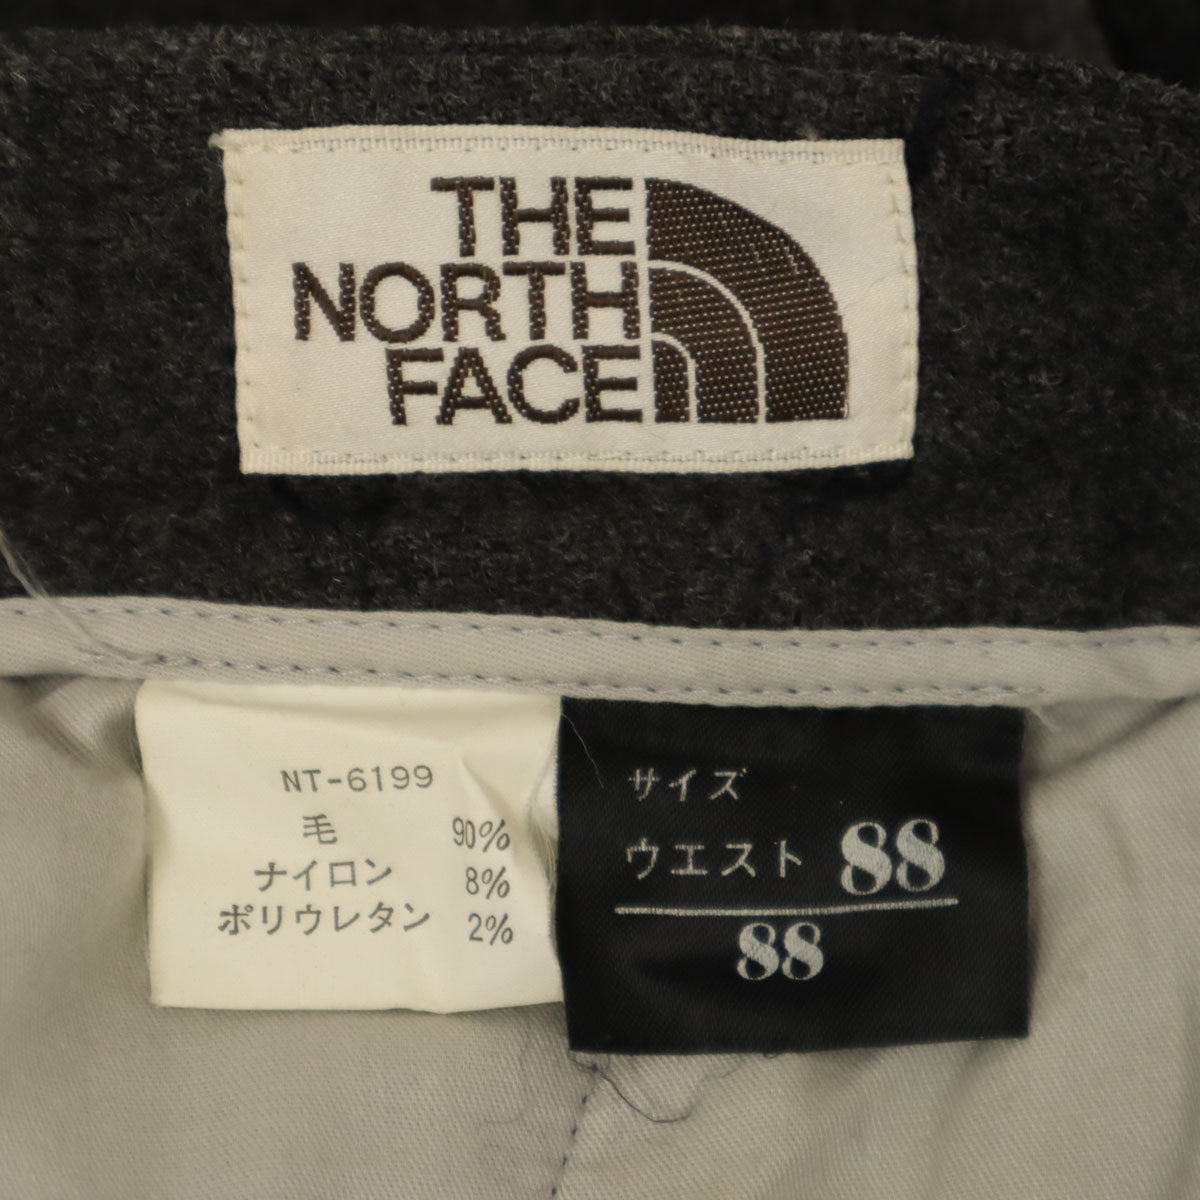 THE
NORTH
FACE
NT-6199
毛 90%
ナイロン 8%
ポリウレタン 2%
サイズ
ウエスト 88
88